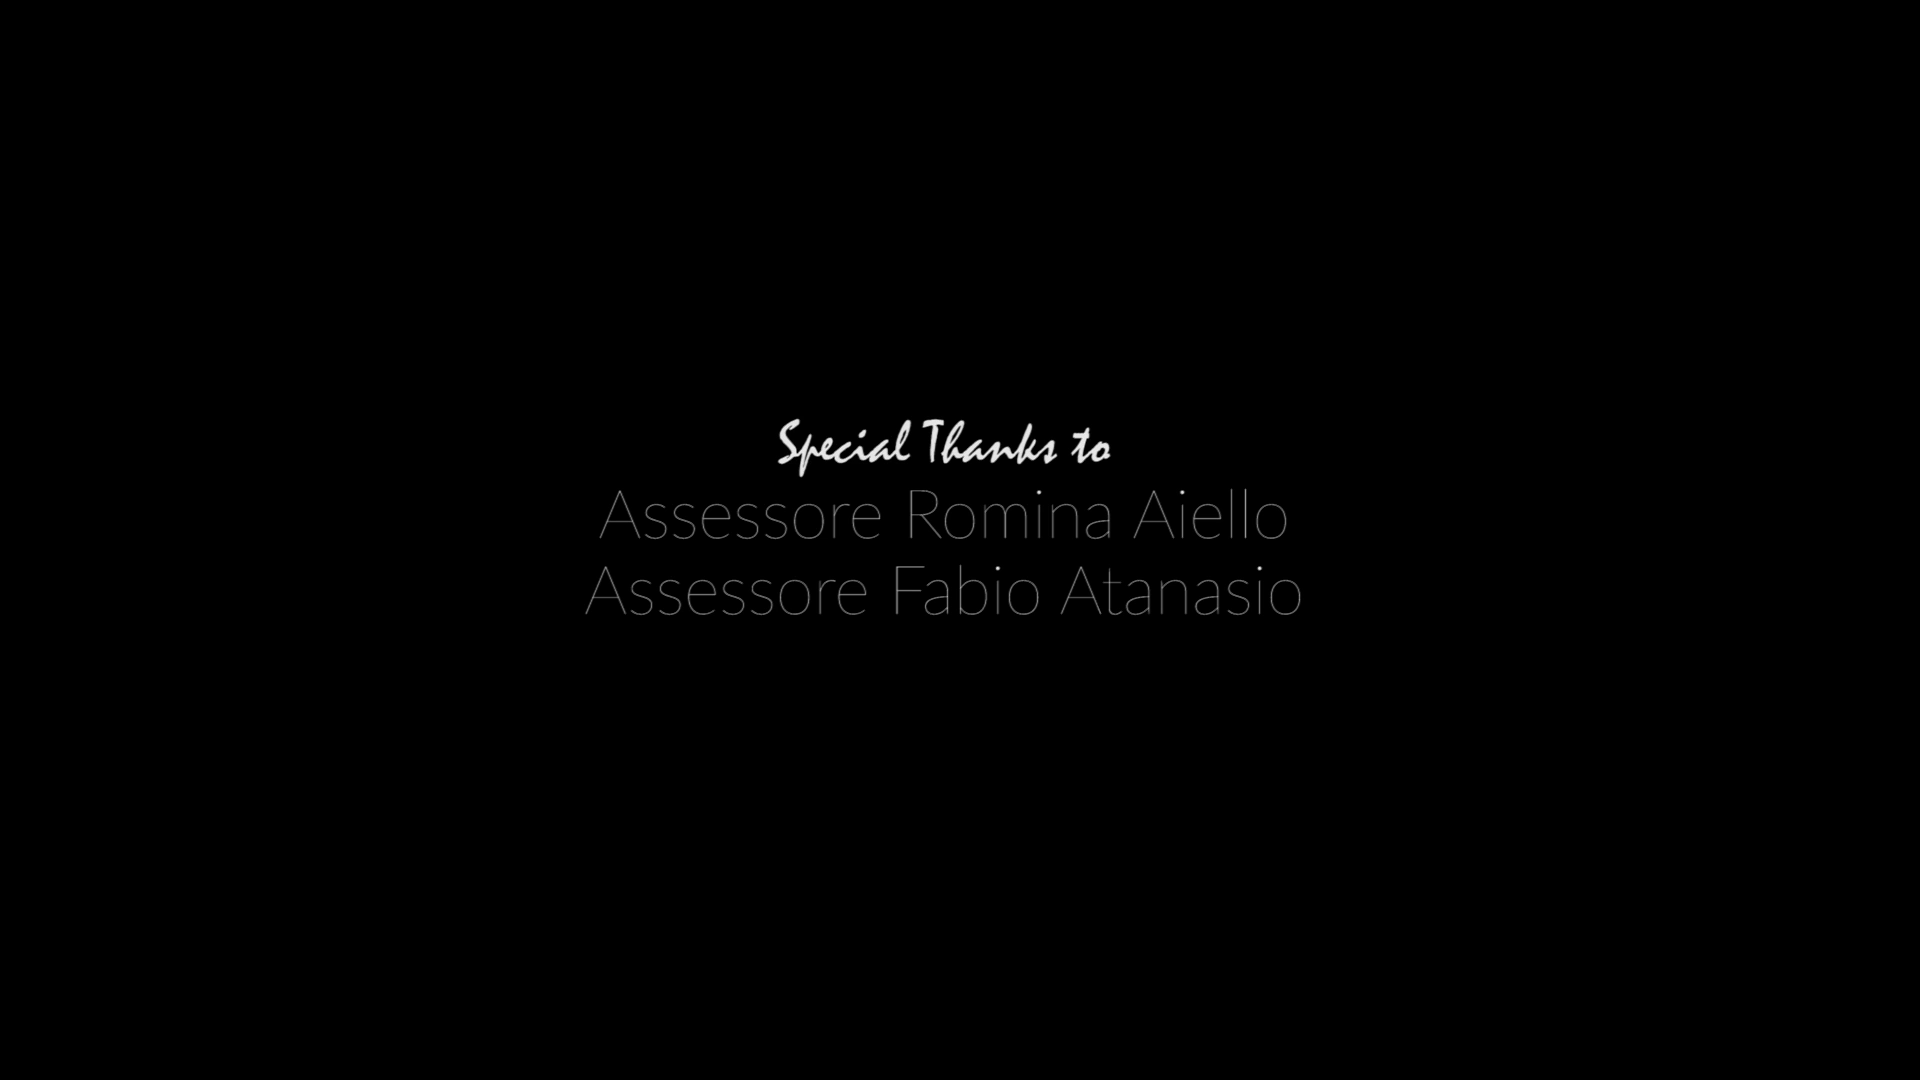 Special Thanks to
Assessore Romina Aiello
Assessore Fabio Atanasio